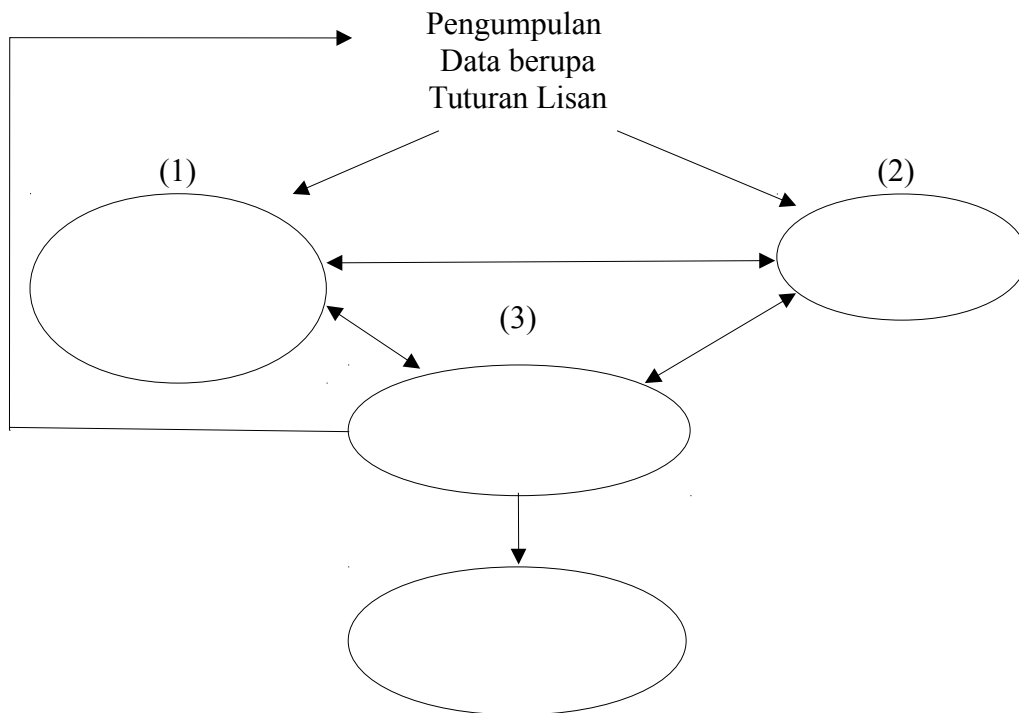 Pengumpulan
Data berupa
Tuturan Lisan
(1)
(2)
(3)